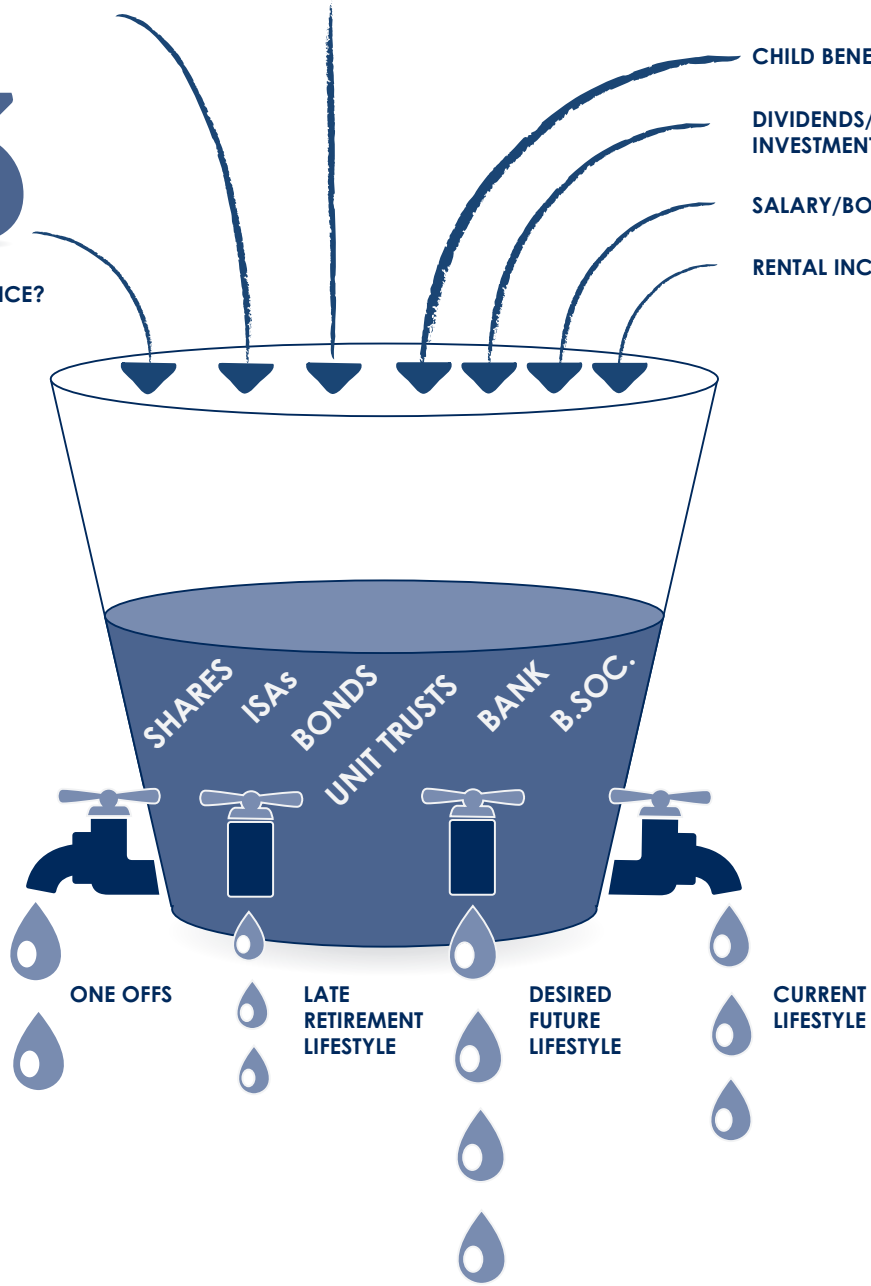 CHILD BENE
DIVIDENDS/
INVESTMENT
SALARY/BO
RENTAL INC
ICE?
SHARES
ISAs
BONDS
UNIT TRUSTS
BANK
B.SOC.
ONE OFFS
LATE
RETIREMENT
LIFESTYLE
DESIRED
FUTURE
LIFESTYLE
CURRENT
LIFESTYLE